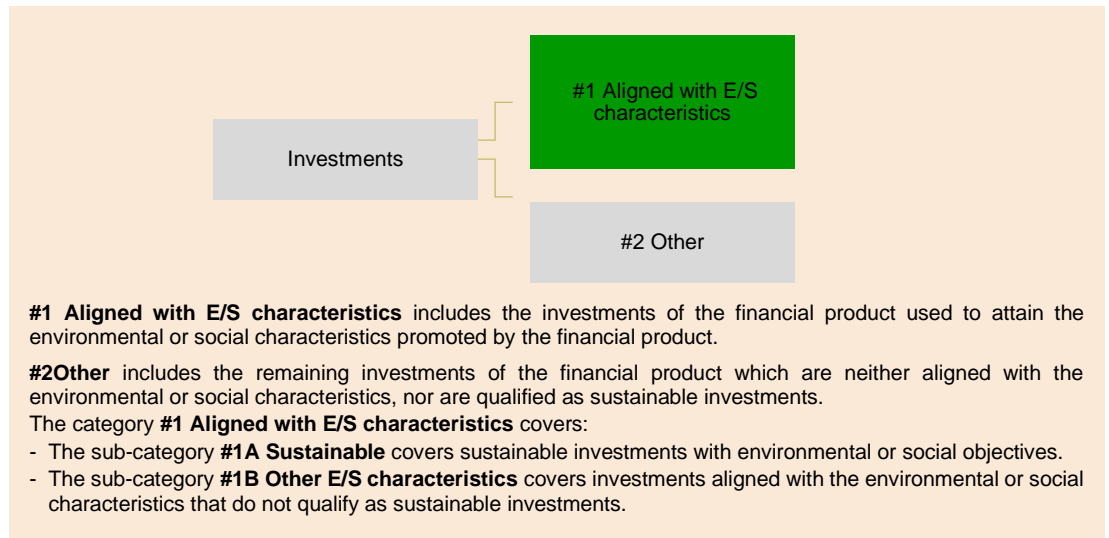 #1 Aligned with E/S
characteristics
Investments
#2 Other
#1 Aligned with E/S characteristics includes the investments of the financial product used to attain the
environmental or social characteristics promoted by the financial product.
#2Other includes the remaining investments of the financial product which are neither aligned with the
environmental or social characteristics, nor are qualified as sustainable investments.
The category #1 Aligned with E/S characteristics covers:
- The sub-category #1A Sustainable covers sustainable investments with environmental or social objectives.
- The sub-category #1B Other E/S characteristics covers investments aligned with the environmental or social
characteristics that do not qualify as sustainable investments.